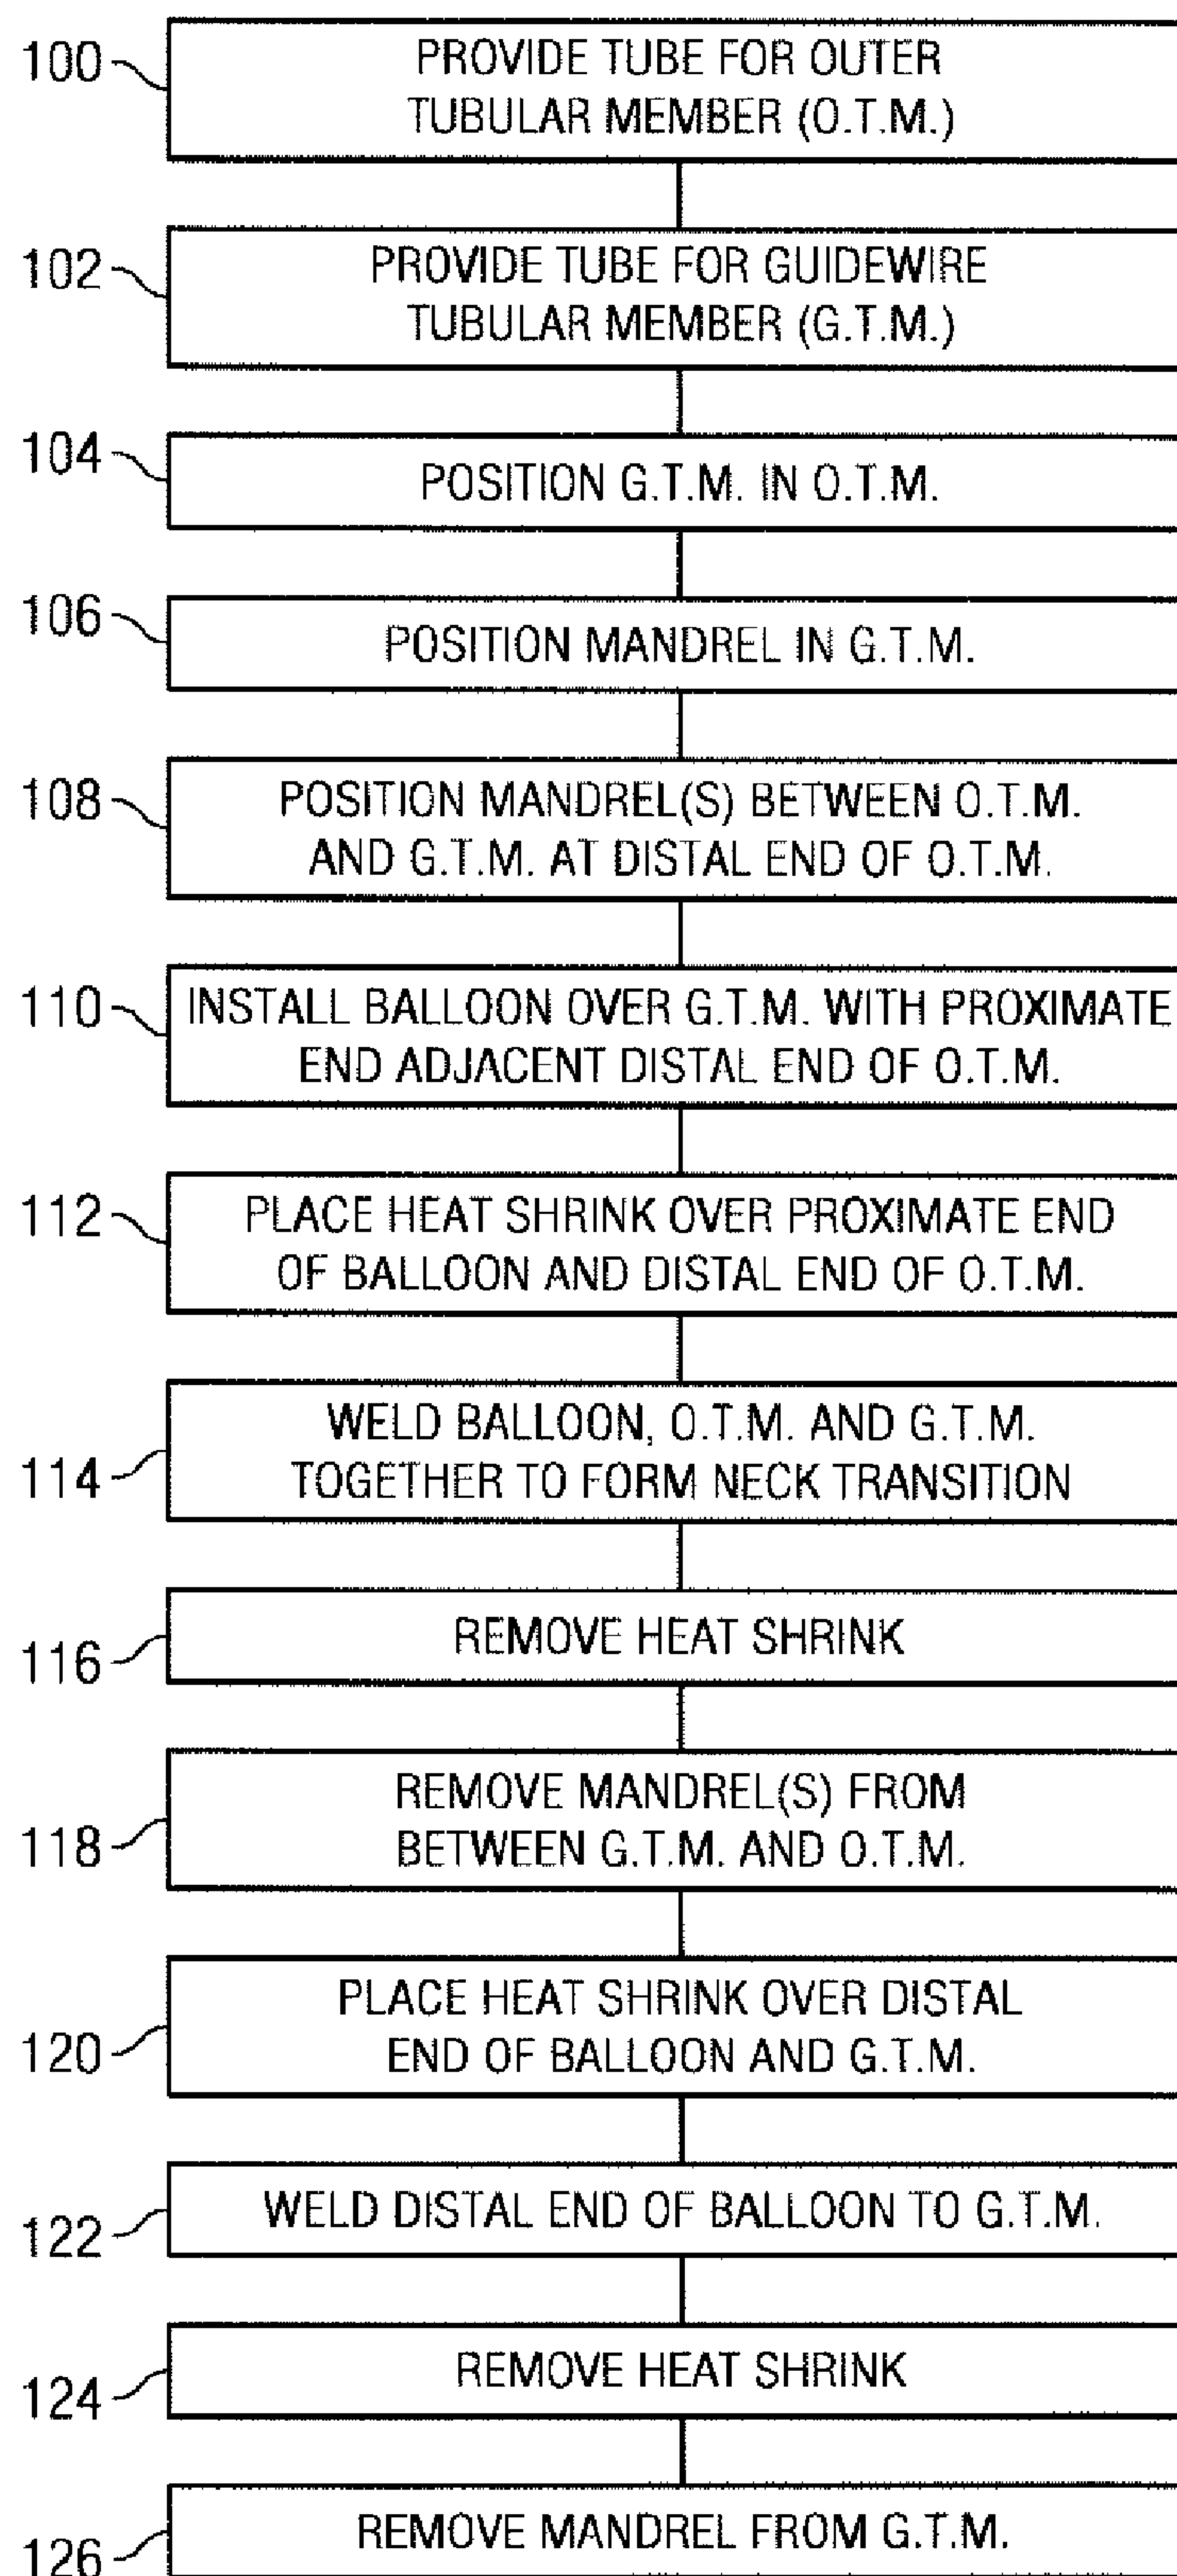 100
PROVIDE TUBE FOR OUTER
TUBULAR MEMBER (O.T.M.)
102
PROVIDE TUBE FOR GUIDEWIRE
TUBULAR MEMBER (G.T.M.)
104
POSITION G.T.M. IN O.T.M.
106
POSITION MANDREL IN G.T.M.
108
POSITION MANDREL(S) BETWEEN O.T.M.
AND G.T.M. AT DISTAL END OF O.T.M.
110
INSTALL BALLOON OVER G.T.M. WITH PROXIMATE
END ADJACENT DISTAL END OF O.T.M.
112
PLACE HEAT SHRINK OVER PROXIMATE END
OF BALLOON AND DISTAL END OF O.T.M.
114
WELD BALLOON, O.T.M. AND G.T.M.
TOGETHER TO FORM NECK TRANSITION
116
REMOVE HEAT SHRINK
118
REMOVE MANDREL(S) FROM
BETWEEN G.T.M. AND O.T.M.
120
PLACE HEAT SHRINK OVER DISTAL
END OF BALLOON AND G.T.M.
122
WELD DISTAL END OF BALLOON TO G.T.M.
124
REMOVE HEAT SHRINK
126
REMOVE MANDREL FROM G.T.M.